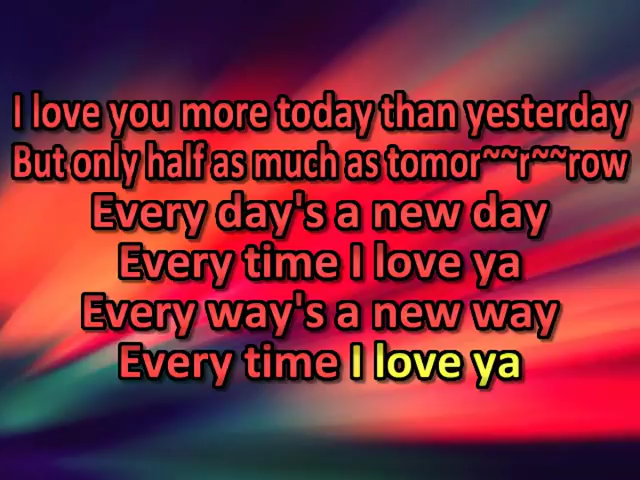 I love you more today than yesterday
But only half as much as tomor~~r~~row
Every day's a new day
Every time I love ya
Every way's a new way
Every time I love ya